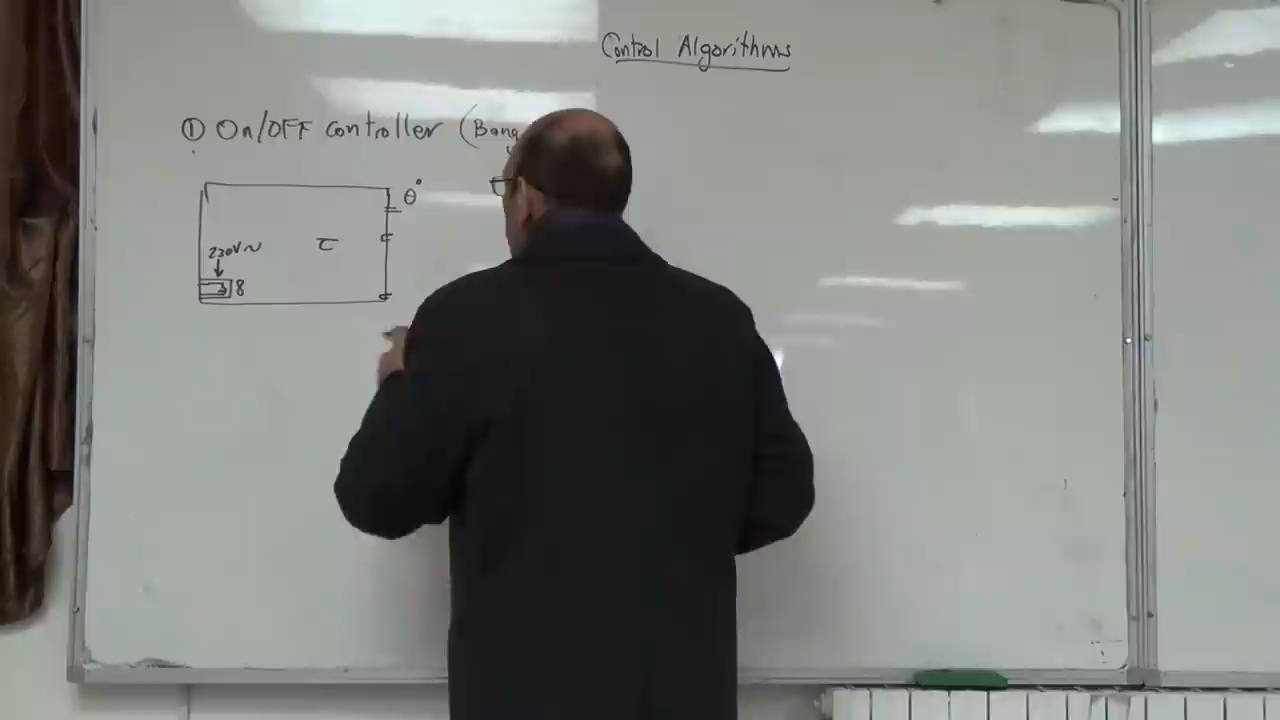 Control Algorithms
① On/OFF controller (Bang
θ°
230V~
τ
8